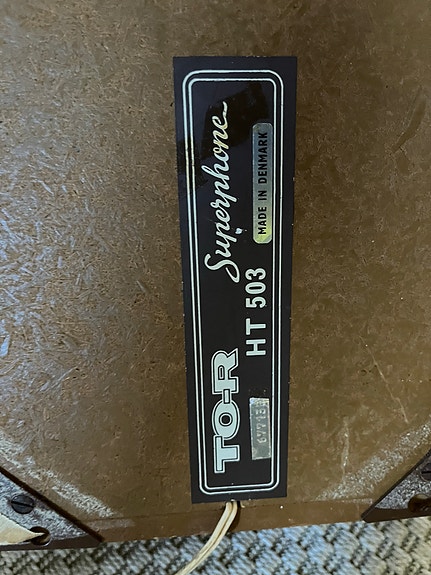 TO-R Superphone
HT 503 MADE IN DENMARK